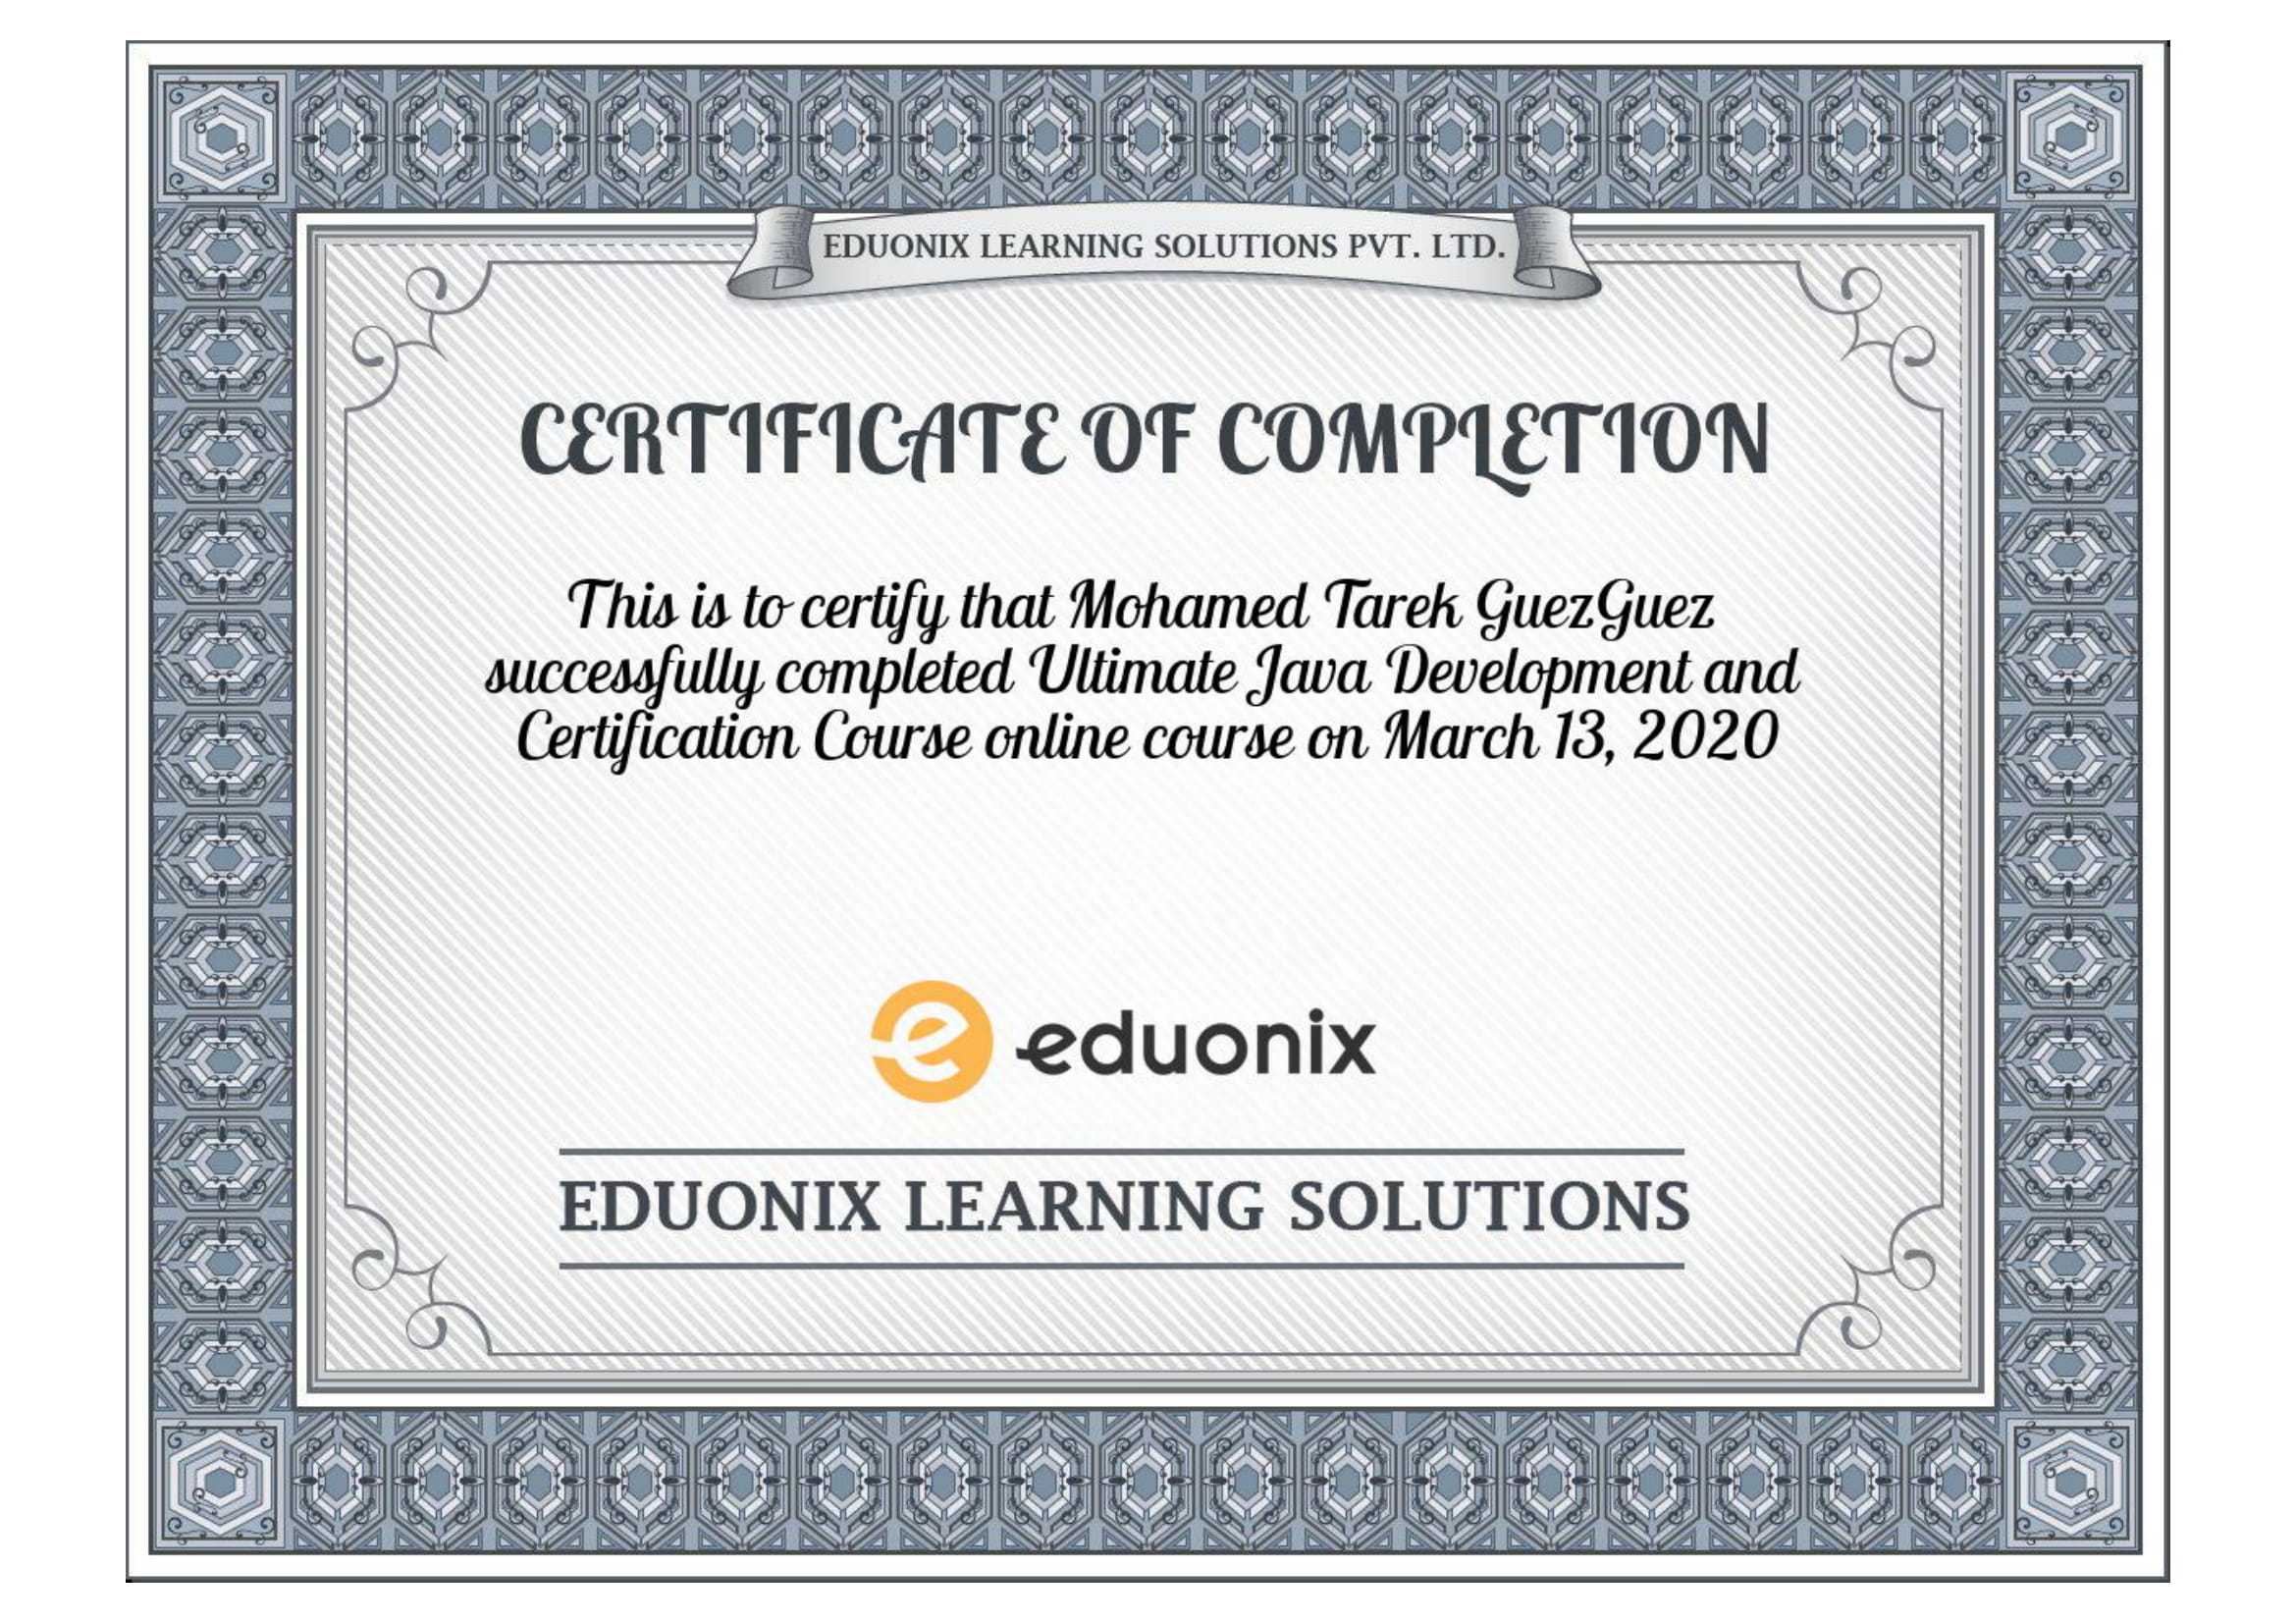 EDUONIX LEARNING SOLUTIONS PVT. LTD.
CERTIFICATE OF COMPLETION
This is to certify that Mohamed Tarek GuezGuez
successfully completed Ultimate Java Development and
Certification Course online course on March 13, 2020
eduonix
EDUONIX LEARNING SOLUTIONS